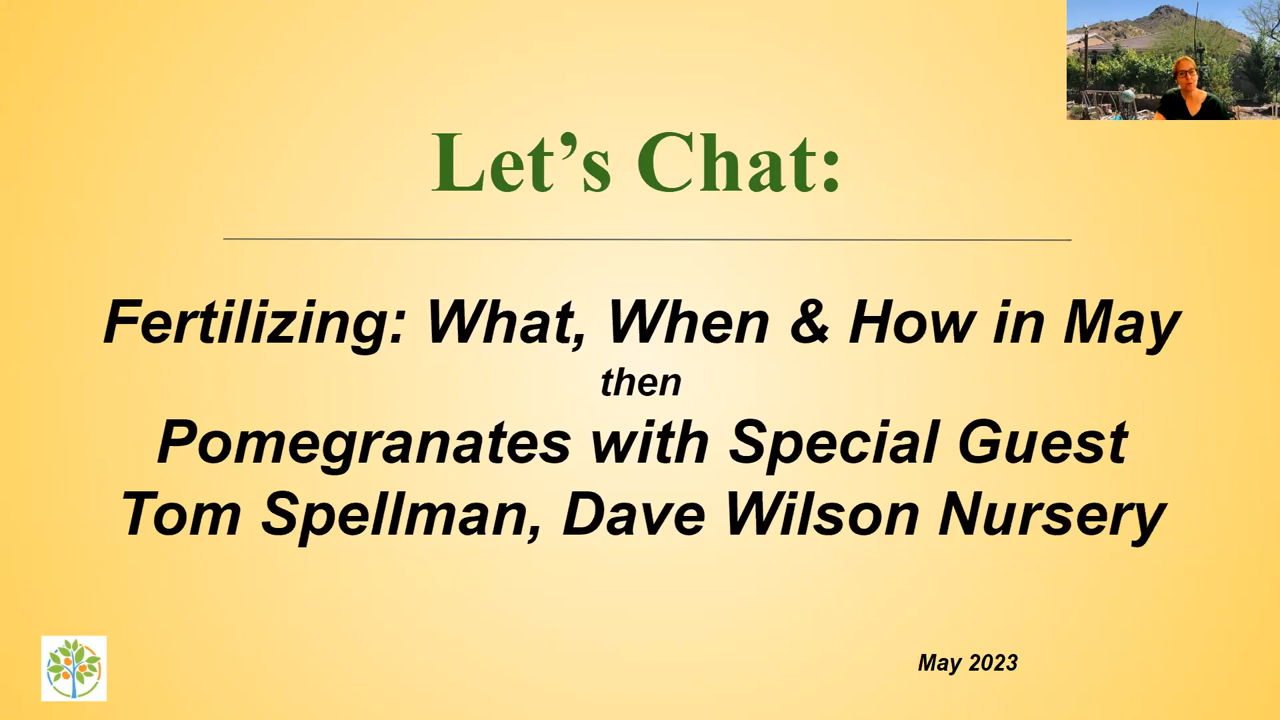 Let’s Chat:
Fertilizing: What, When & How in May
then
Pomegranates with Special Guest
Tom Spellman, Dave Wilson Nursery
May 2023